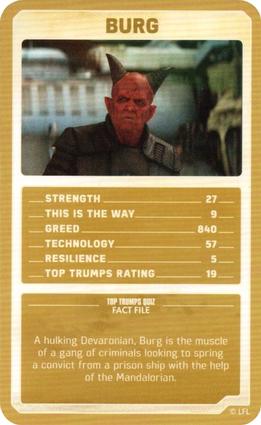 BURG
STRENGTH 27
THIS IS THE WAY 9
GREED 840
TECHNOLOGY 57
RESILIENCE 5
TOP TRUMPS RATING 19
TOP TRUMPS QUIZ
FACT FILE
A hulking Devaronian, Burg is the muscle
of a gang of criminals looking to spring
a convict from a prison ship with the help
of the Mandalorian.
© LFL